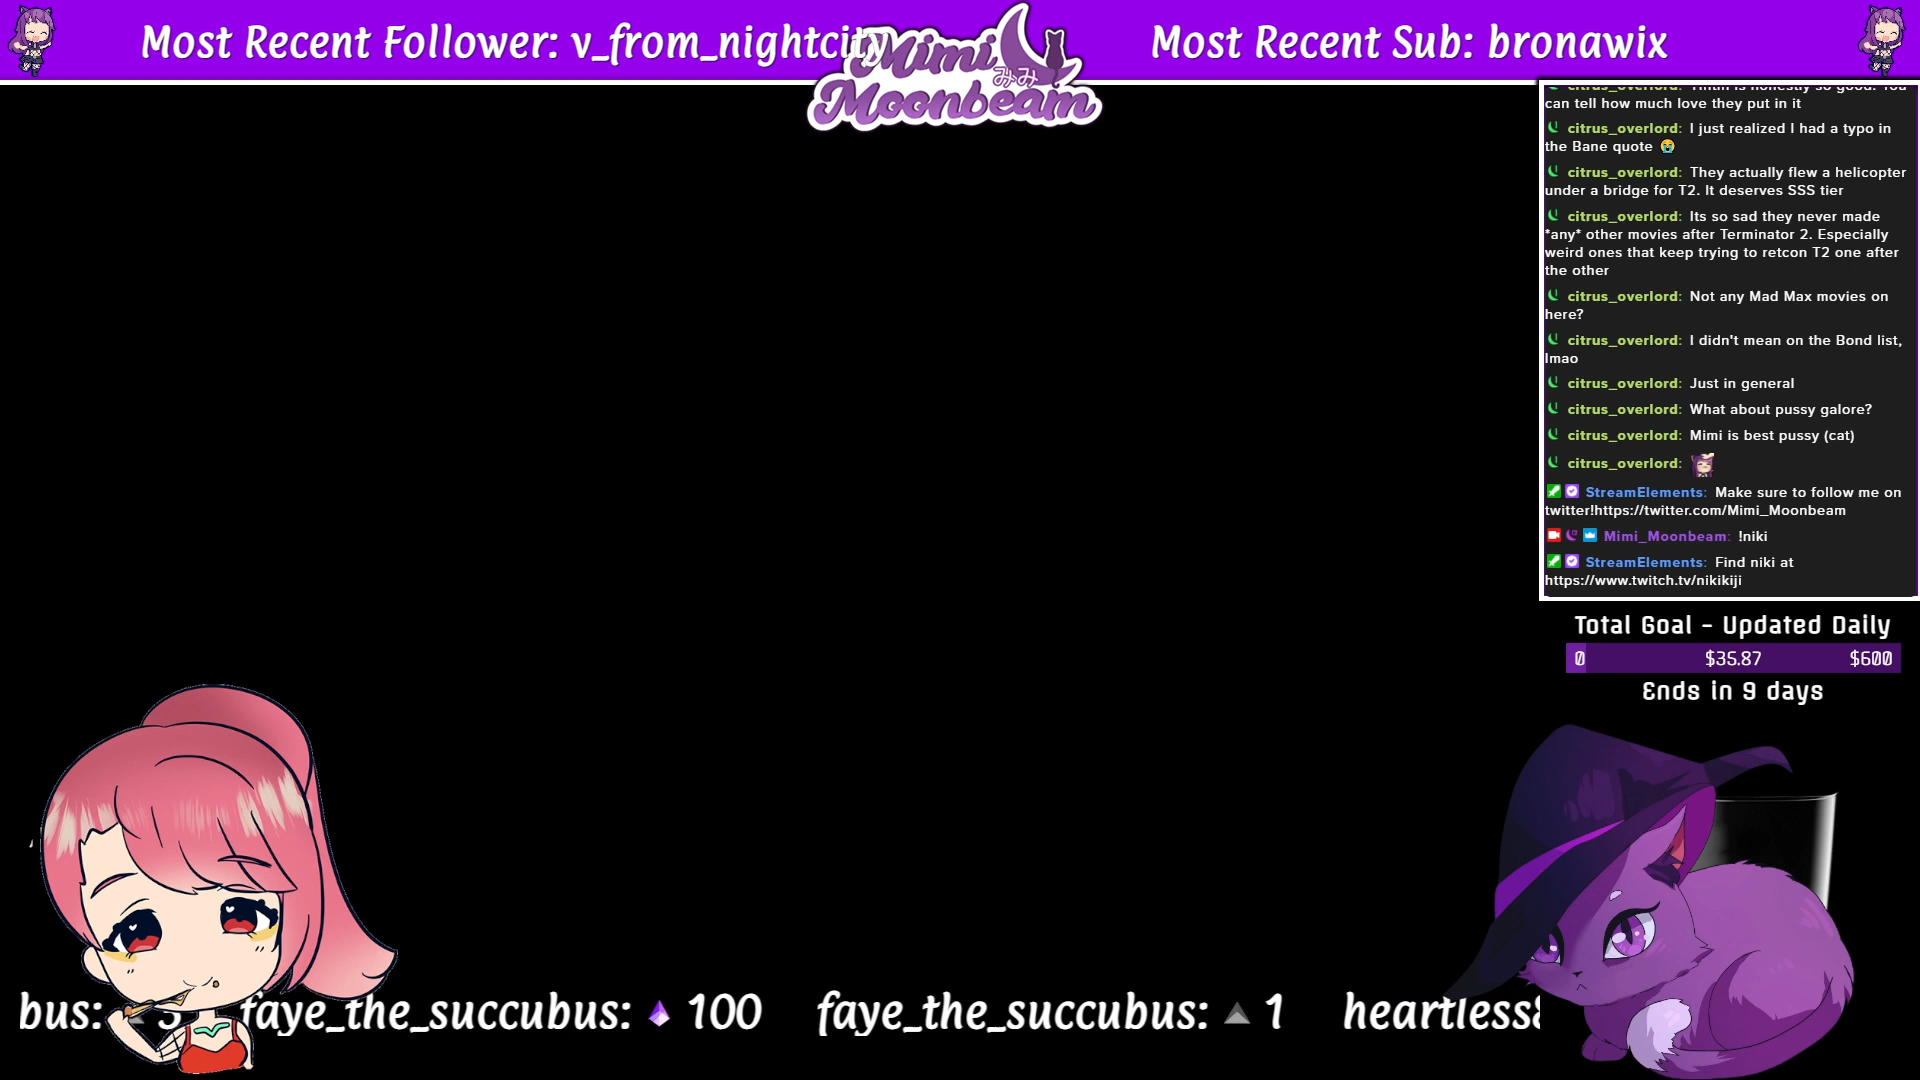 Most Recent Follower: v_from_nightcity
Mimi
みみ
Moonbeam
Most Recent Sub: bronawix
can tell how much love they put in it
citrus_overlord: I just realized I had a typo in
the Bane quote 😭
citrus_overlord: They actually flew a helicopter
under a bridge for T2. It deserves SSS tier
citrus_overlord: Its so sad they never made
*any* other movies after Terminator 2. Especially
weird ones that keep trying to retcon T2 one after
the other
citrus_overlord: Not any Mad Max movies on
here?
citrus_overlord: I didn't mean on the Bond list,
lmao
citrus_overlord: Just in general
citrus_overlord: What about pussy galore?
citrus_overlord: Mimi is best pussy (cat)
citrus_overlord:
StreamElements: Make sure to follow me on
twitter!https://twitter.com/Mimi_Moonbeam
Mimi_Moonbeam: !niki
StreamElements: Find niki at
https://www.twitch.tv/nikikiji
Total Goal - Updated Daily
0 $35.87 $600
Ends in 9 days
bus: faye_the_succubus: 100 faye_the_succubus: 1 heartless